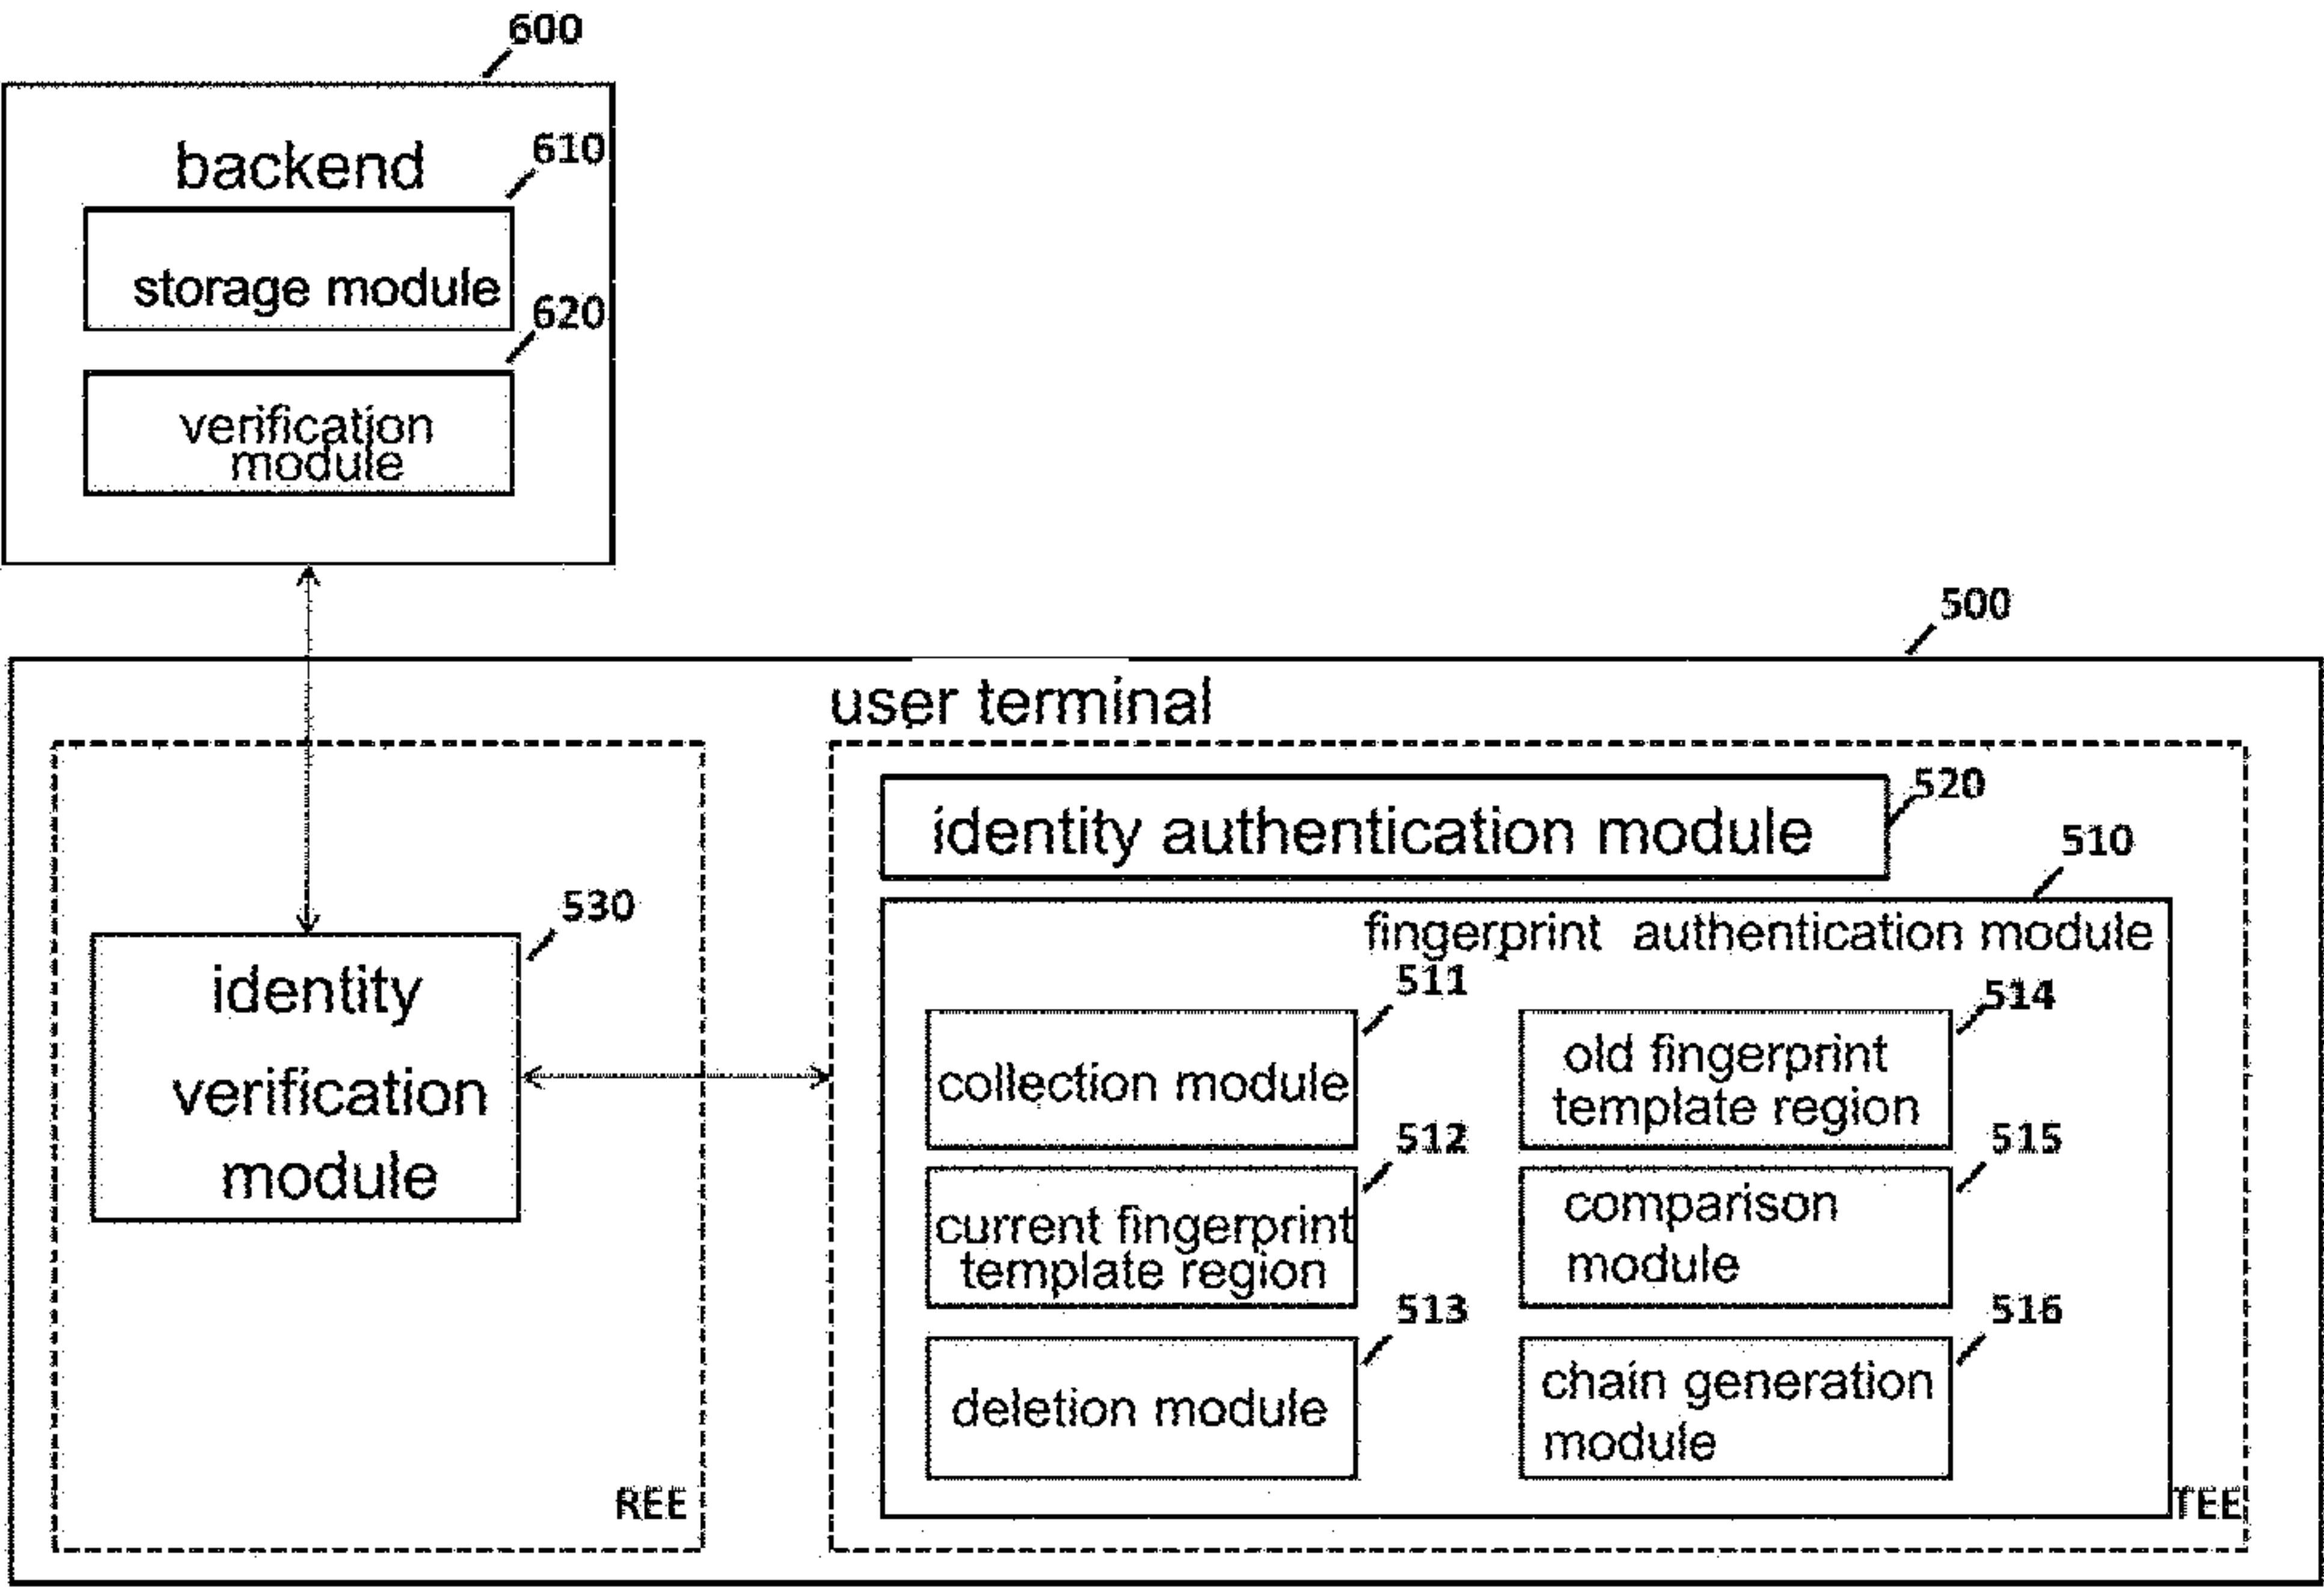 600
backend
610
storage module
620
verification
module
500
user terminal
520
identity authentication module
510
fingerprint authentication module
530
identity
verification
module
511
collection module
512
current fingerprint
template region
513
deletion module
514
old fingerprint
template region
515
comparison
module
516
chain generation
module
REE
TEE